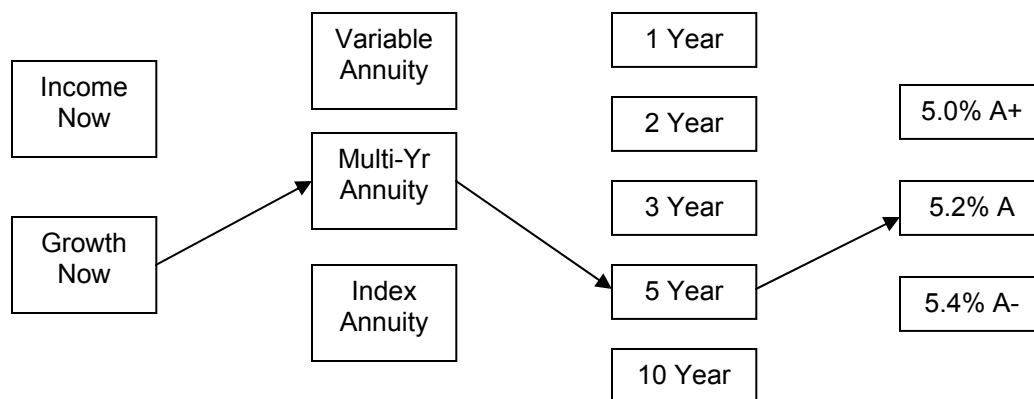 Income
Now
Growth
Now
Variable
Annuity
Multi-Yr
Annuity
Index
Annuity
1 Year
2 Year
3 Year
5 Year
10 Year
5.0% A+
5.2% A
5.4% A-